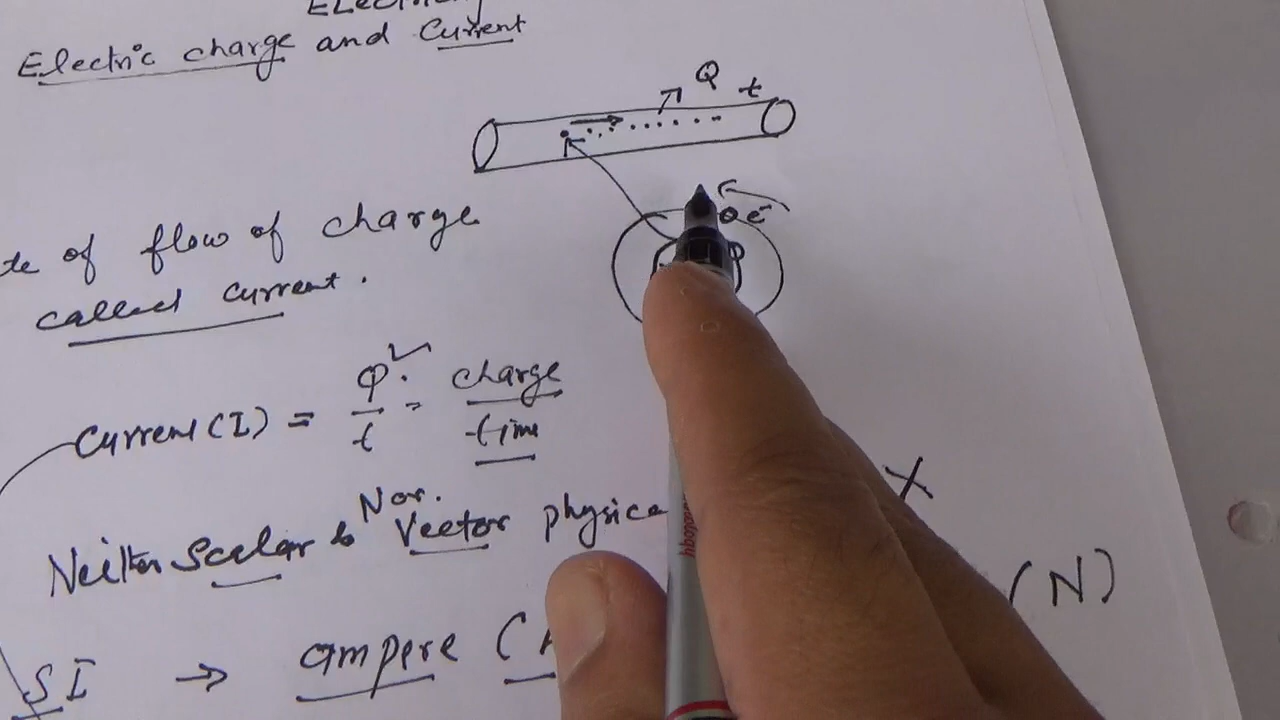 Electric charge and Current
Q t
e⁻
of flow of charge
called current.
Current (I) = Q/t = charge/time
Neither Scalar Nor. Vector
SI → ampere (
(N)